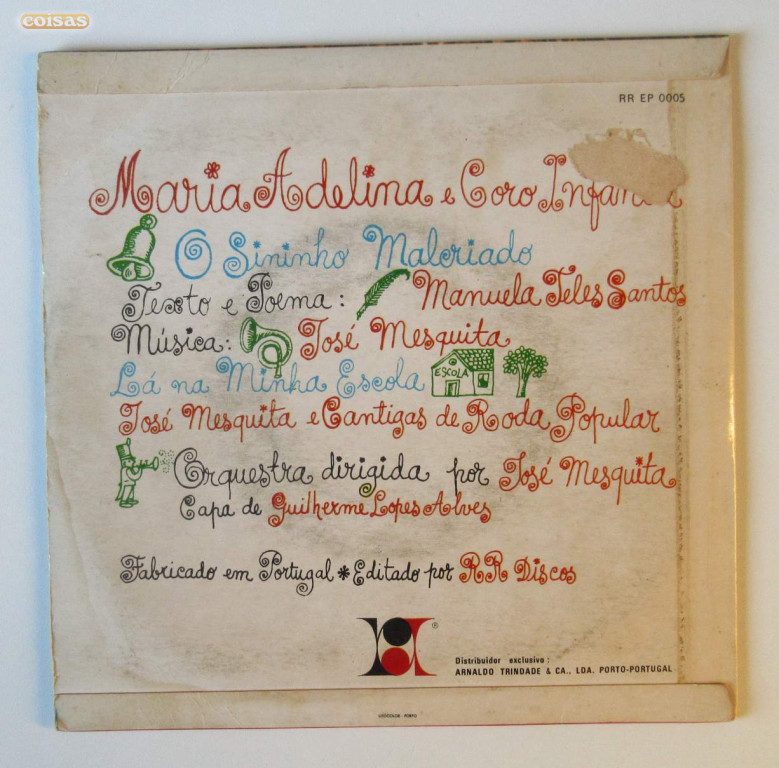 coisas
RR EP 0005
Maria Adelina e Coro
O Sininho Malcriado
Texto e Poema: Manuela Teles Santos
Música: José Mesquita
Lá na Minha Escola
ESCOLA
José Mesquita e Cantigas de Roda Popular
Orquestra dirigida por José Mesquita
Capa de Guilherme Lopes Alves
Fabricado em Portugal * Editado por RR Discos
®
Distribuidor exclusivo:
ARNALDO TRINDADE & CA., LDA. PORTO-PORTUGAL